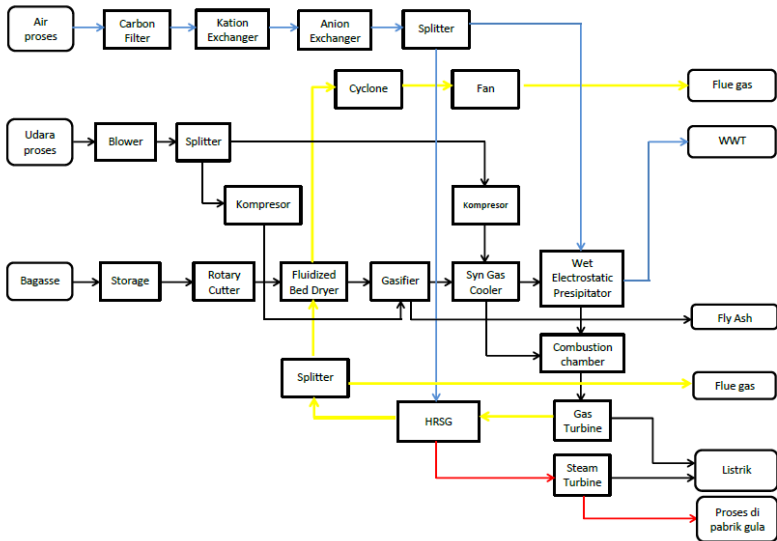 Air
proses
Carbon
Filter
Kation
Exchanger
Anion
Exchanger
Splitter
Cyclone
Fan
Flue gas
Udara
proses
Blower
Splitter
WWT
Kompresor
Kompresor
Bagasse
Storage
Rotary
Cutter
Fluidized
Bed Dryer
Gasifier
Syn Gas
Cooler
Wet
Electrostatic
Presipitator
Fly Ash
Combustion
chamber
Splitter
Flue gas
HRSG
Gas
Turbine
Steam
Turbine
Listrik
Proses di
pabrik gula